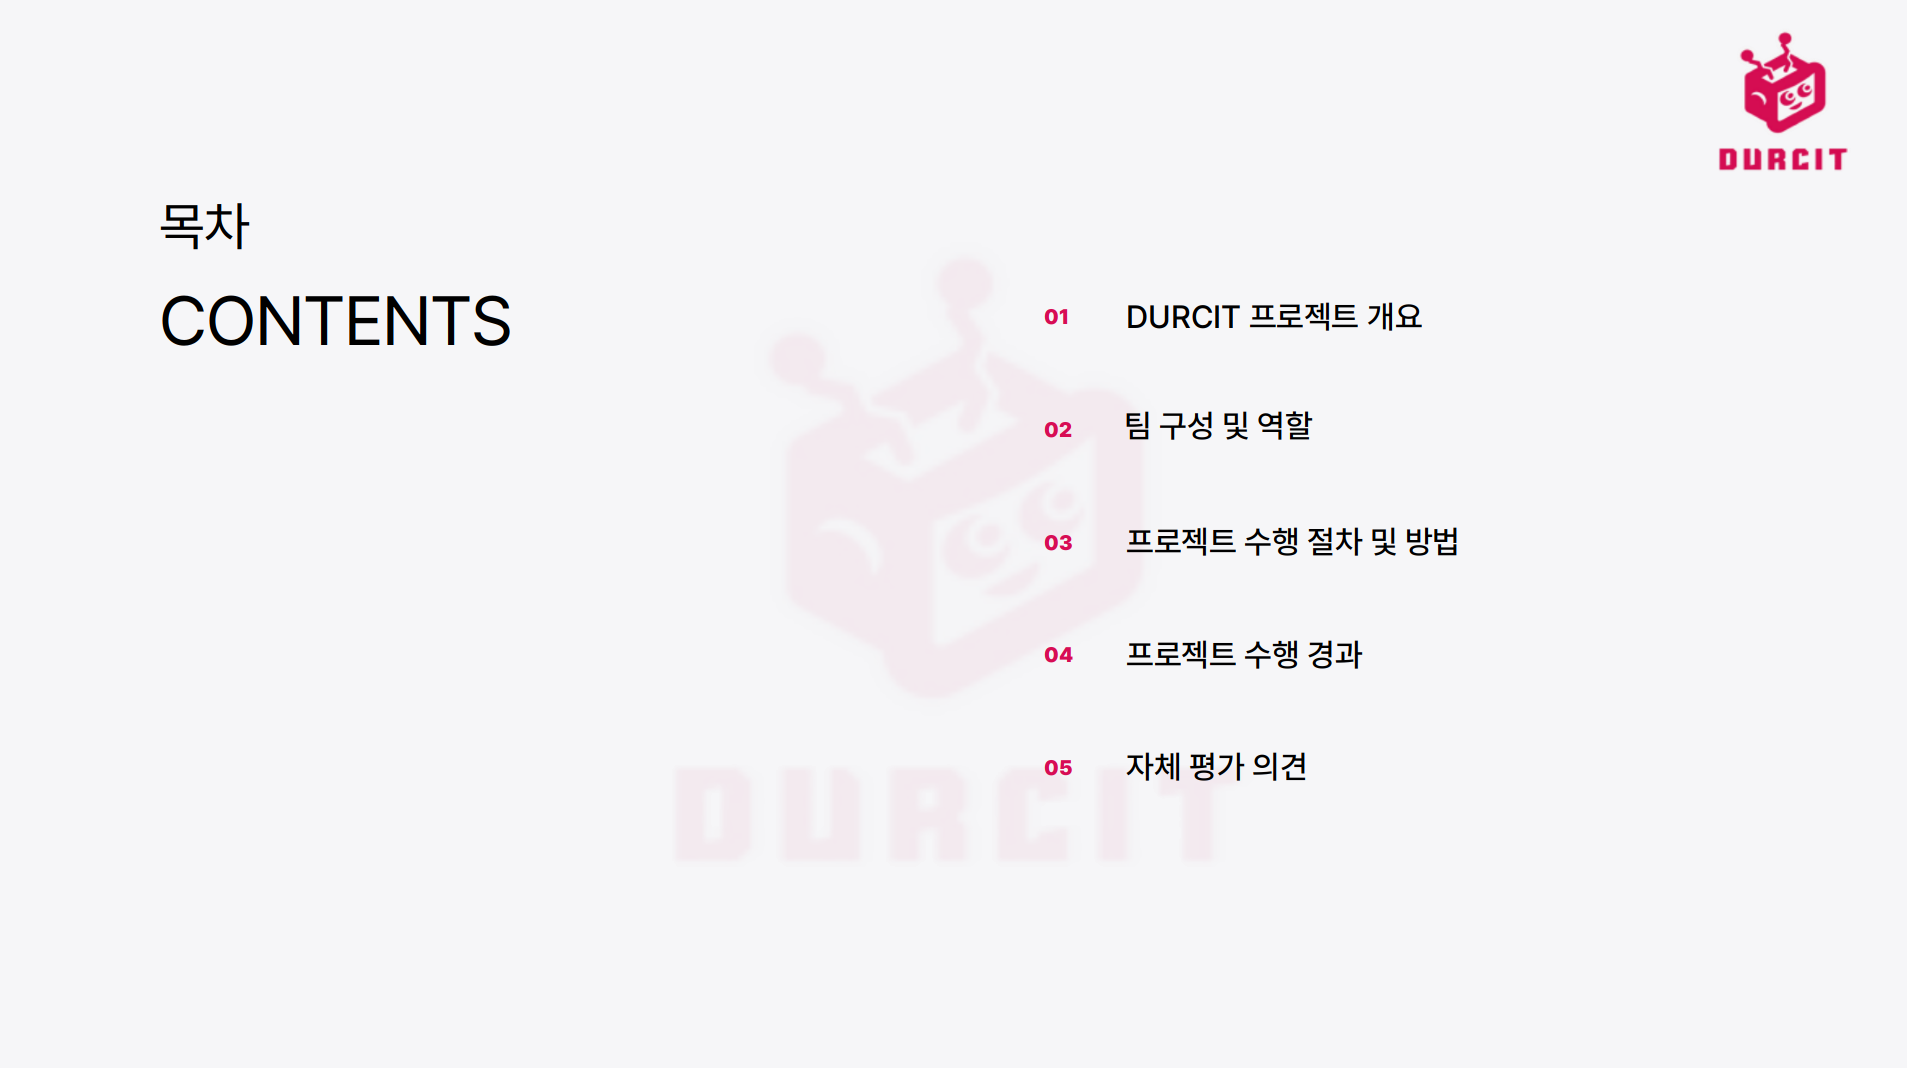 DURCIT
목차
CONTENTS
01 DURCIT 프로젝트 개요
02 팀 구성 및 역할
03 프로젝트 수행 절차 및 방법
04 프로젝트 수행 경과
05 자체 평가 의견
DURCIT